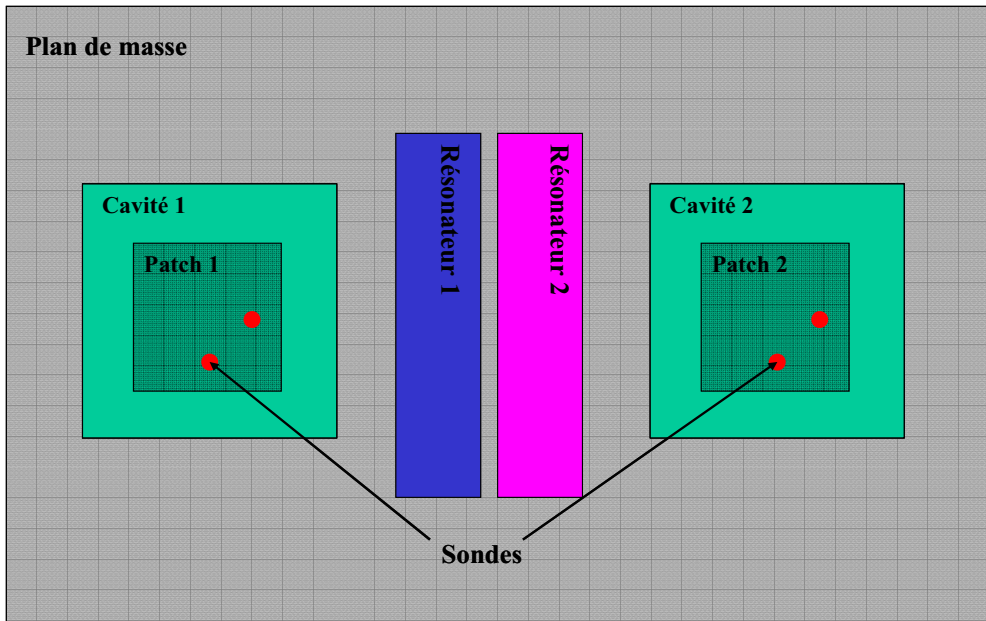 Plan de masse
Cavité 1
Patch 1
Résonateur 1
Résonateur 2
Cavité 2
Patch 2
Sondes